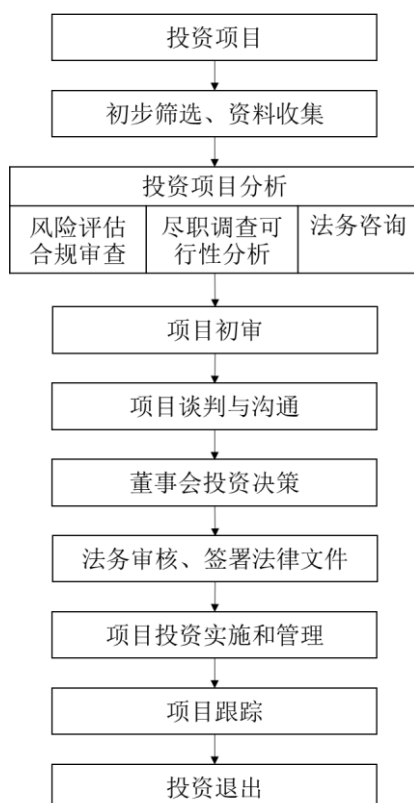 投资项目
初步筛选、资料收集
投资项目分析
风险评估
合规审查
尽职调查可
行性分析
法务咨询
项目初审
项目谈判与沟通
董事会投资决策
法务审核、签署法律文件
项目投资实施和管理
项目跟踪
投资退出